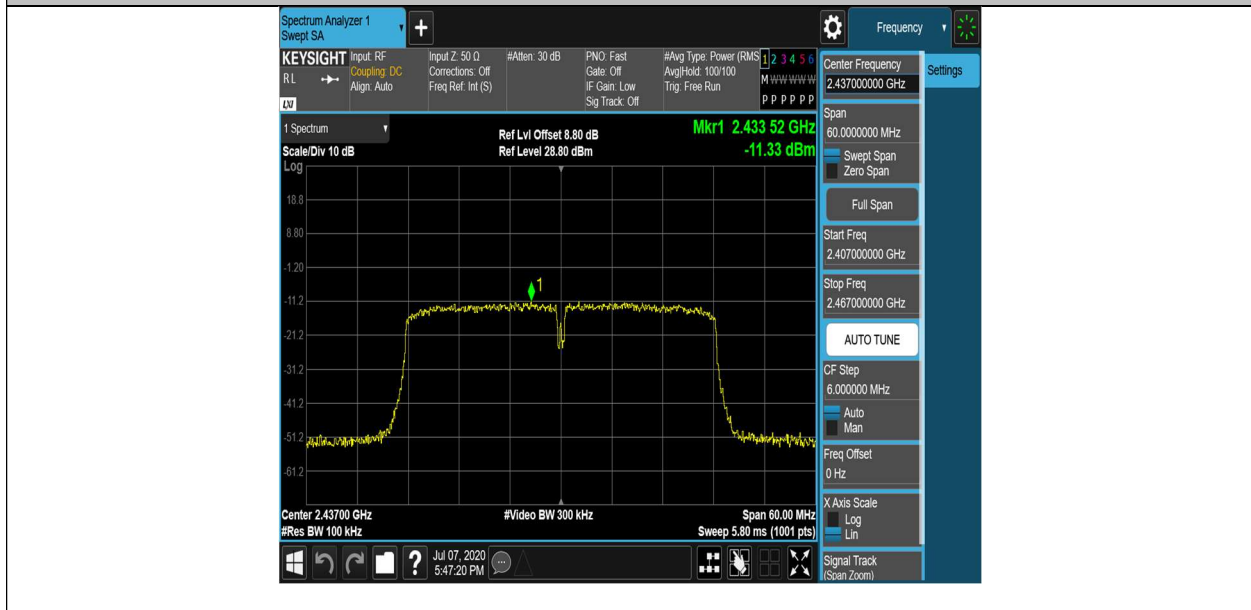 Spectrum Analyzer 1
Swept SA
+
Frequency
KEYSIGHT
RL
LXI
Input: RF
Coupling: DC
Align: Auto
Input Z: 50 Ω
Corrections: Off
Freq Ref: Int (S)
#Atten: 30 dB
PNO: Fast
Gate: Off
IF Gain: Low
Sig Track: Off
#Avg Type: Power (RMS
Avg|Hold: 100/100
Trig: Free Run
1 2 3 4 5 6
M W W W W W
P P P P P P
1 Spectrum
Scale/Div 10 dB
Log
Ref Lvl Offset 8.80 dB
Ref Level 28.80 dBm
Mkr1 2.433 52 GHz
-11.33 dBm
18.8
8.80
-1.20
-11.2
-21.2
-31.2
-41.2
-51.2
-61.2
1
Center 2.43700 GHz
#Res BW 100 kHz
#Video BW 300 kHz
Span 60.00 MHz
Sweep 5.80 ms (1001 pts)
?
Jul 07, 2020
5:47:20 PM
Center Frequency
2.437000000 GHz
Span
60.0000000 MHz
Swept Span
Zero Span
Full Span
Start Freq
2.407000000 GHz
Stop Freq
2.467000000 GHz
AUTO TUNE
CF Step
6.000000 MHz
Auto
Man
Freq Offset
0 Hz
X Axis Scale
Log
Lin
Signal Track
(Span Zoom)
Settings